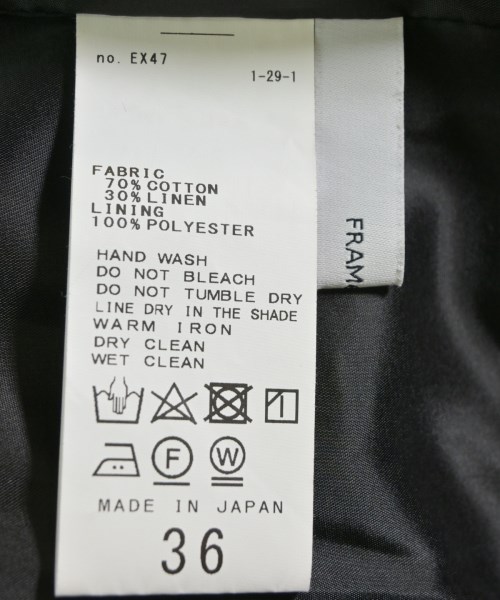 no. EX47
1-29-1
FABRIC
70% COTTON
30% LINEN
LINING
100% POLYESTER
HAND WASH
DO NOT BLEACH
DO NOT TUMBLE DRY
LINE DRY IN THE SHADE
WARM IRON
DRY CLEAN
WET CLEAN
F W
MADE IN JAPAN
36
FRAM